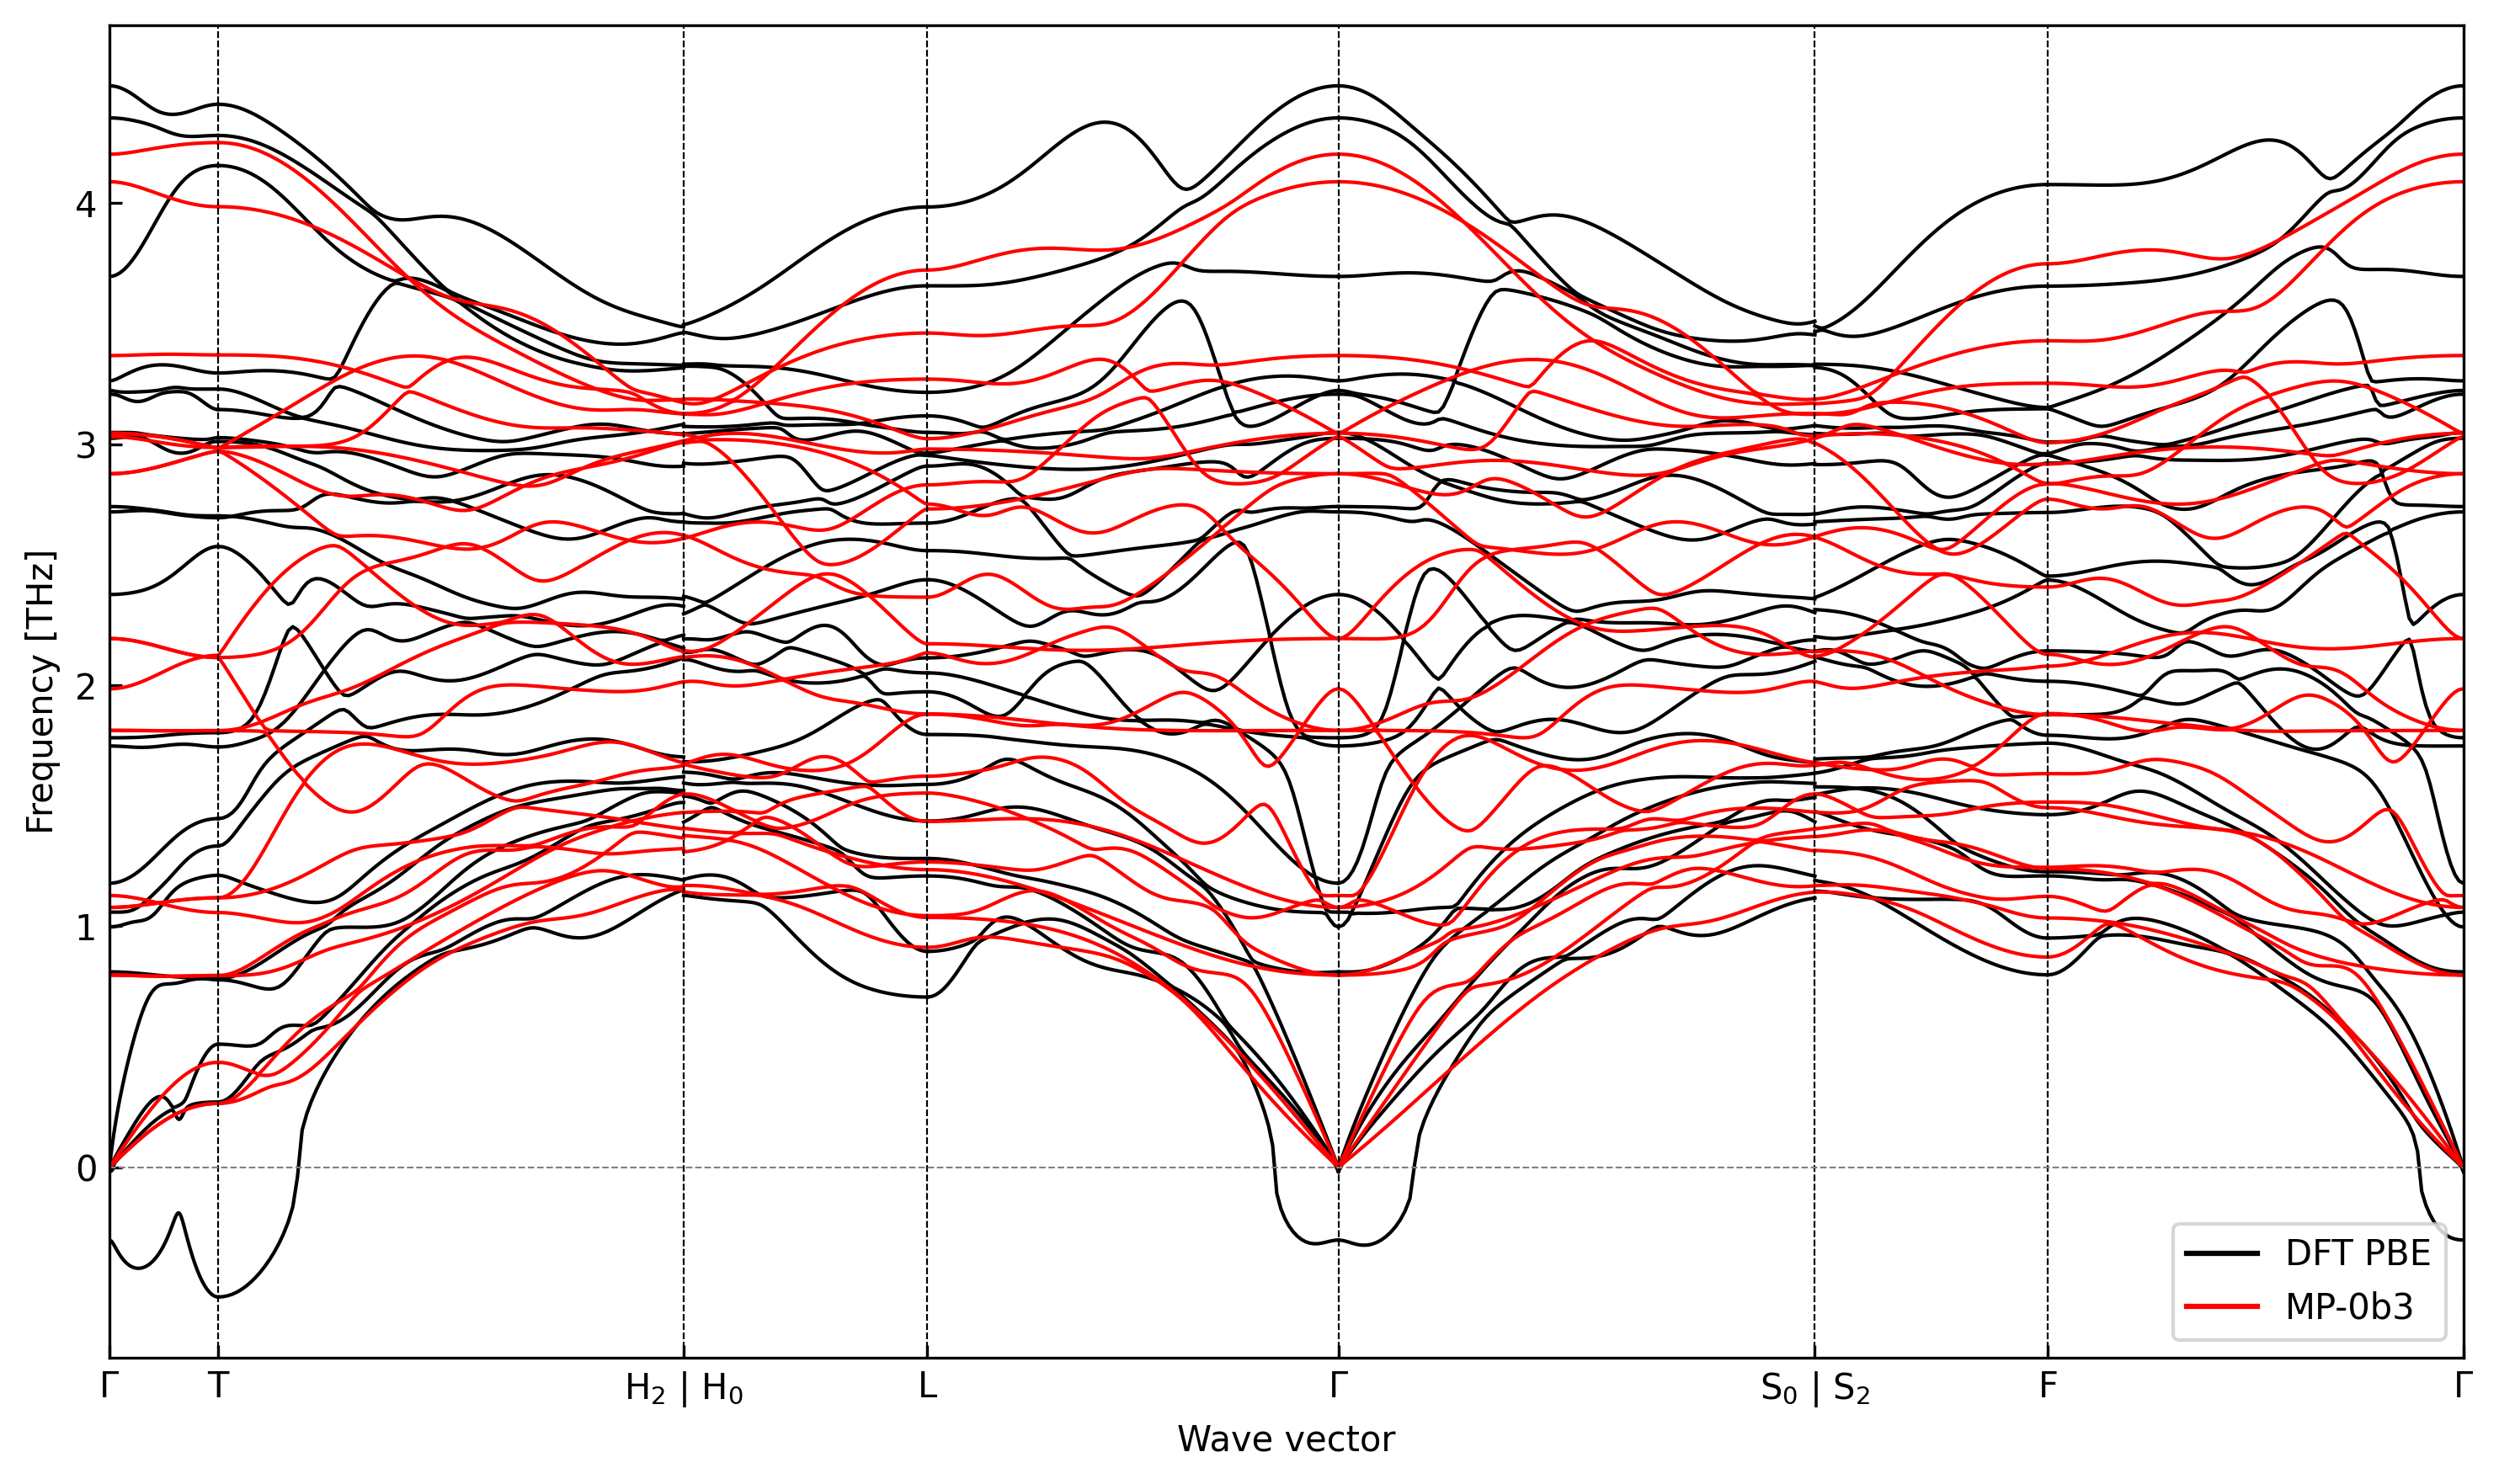 Frequency [THz]
4
3
2
1
0
DFT PBE
MP-0b3
Γ T H₂ | H₀ L Γ S₀ | S₂ F Γ
Wave vector